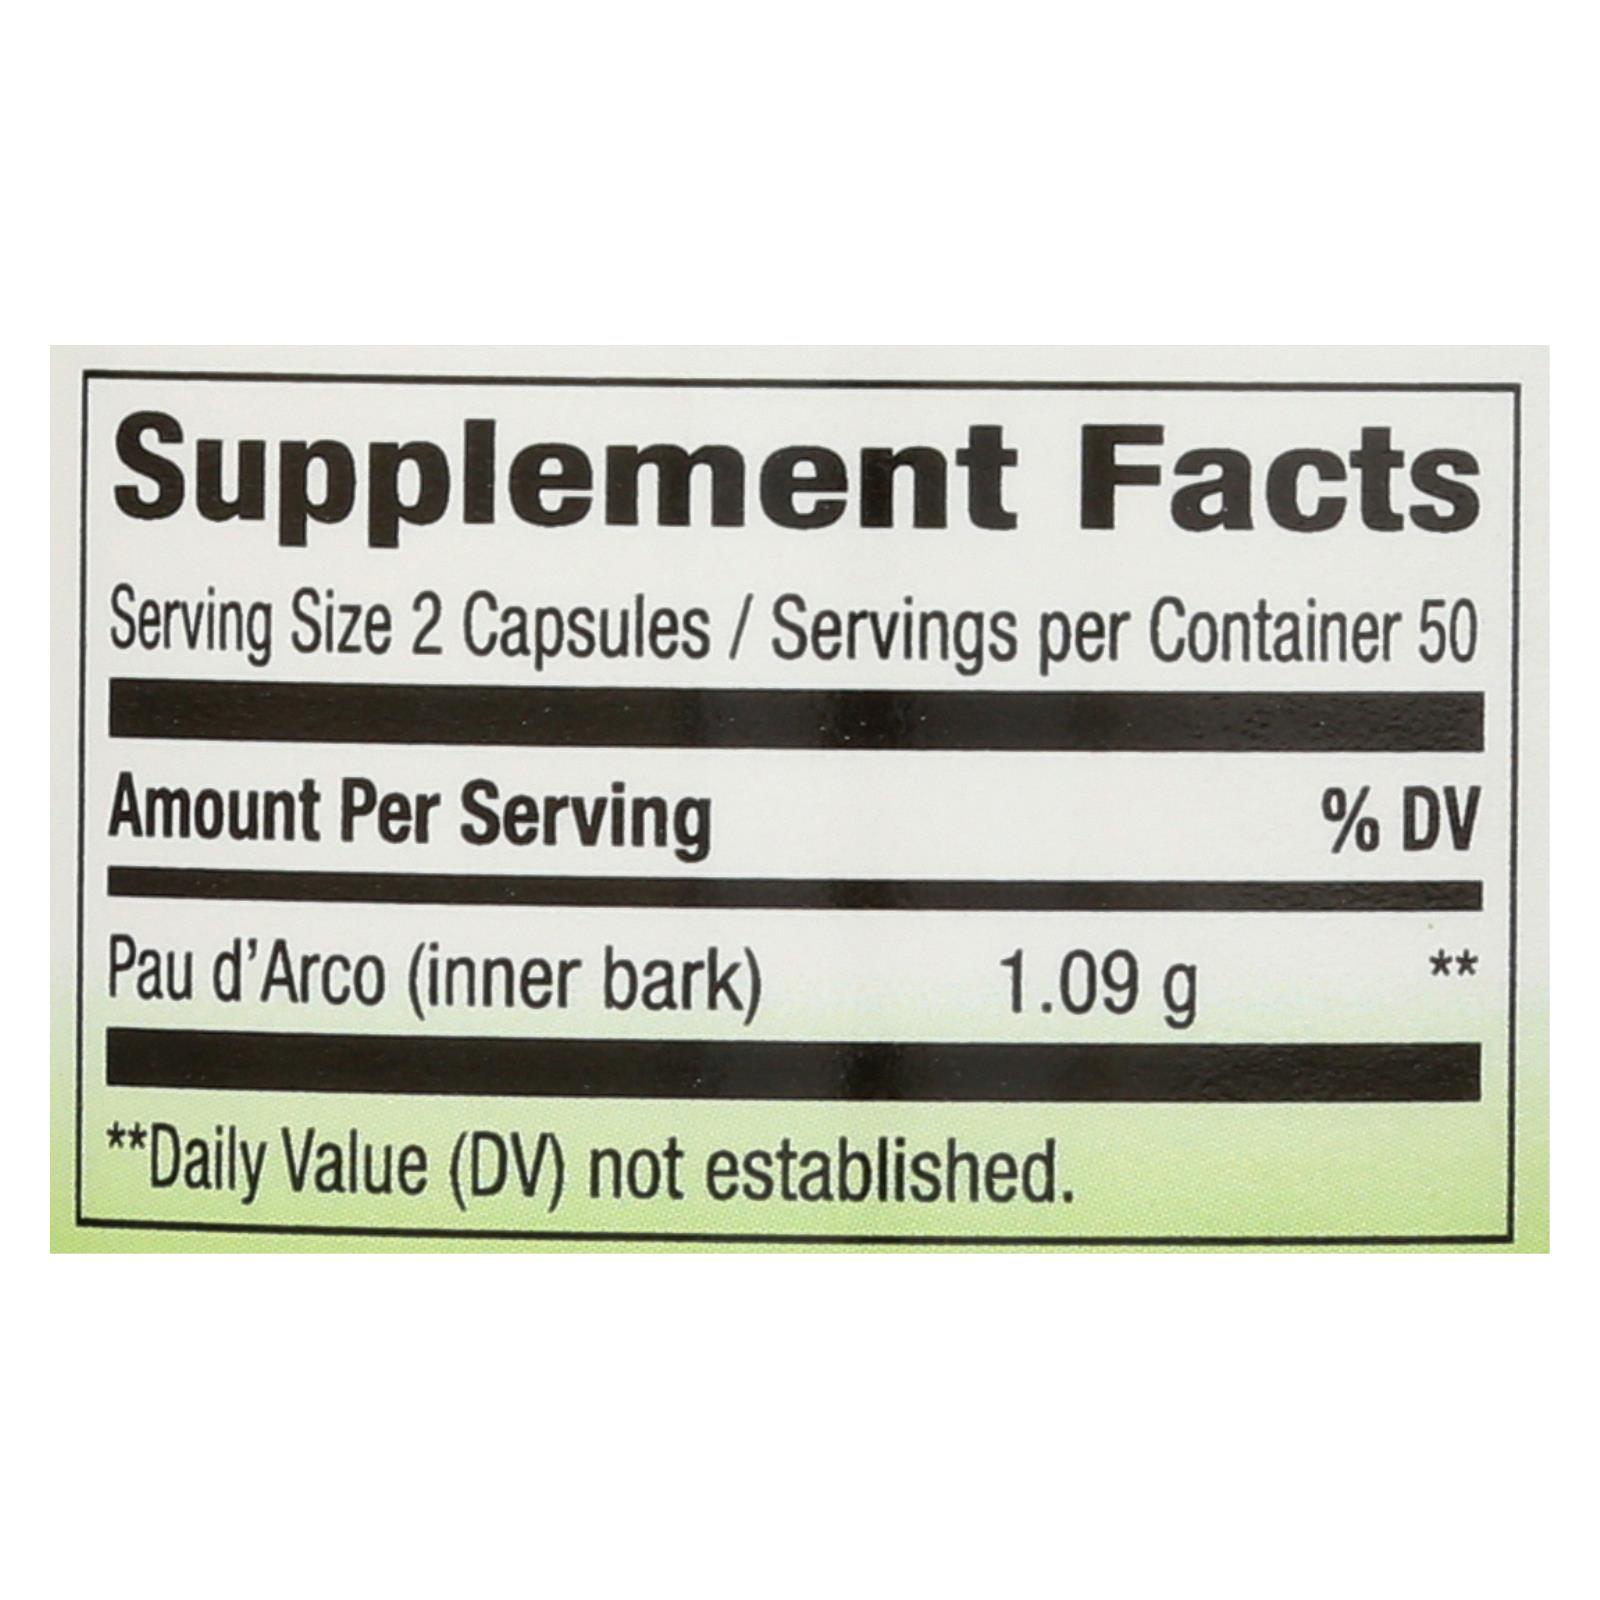 Supplement Facts
Serving Size 2 Capsules / Servings per Container 50
Amount Per Serving % DV
Pau d’Arco (inner bark) 1.09 g **
**Daily Value (DV) not established.